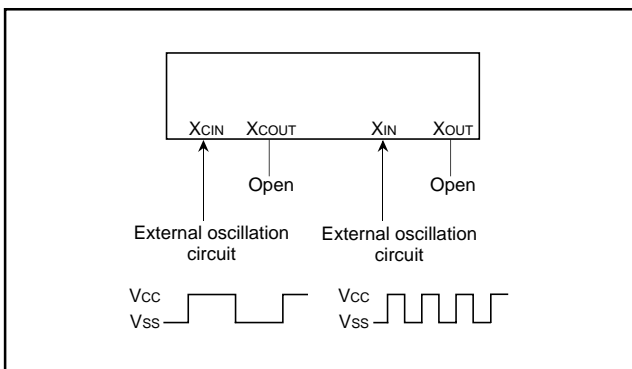 XCIN XCOUT XIN XOUT
Open Open
External oscillation circuit
External oscillation circuit
VCC
VSS
VCC
VSS